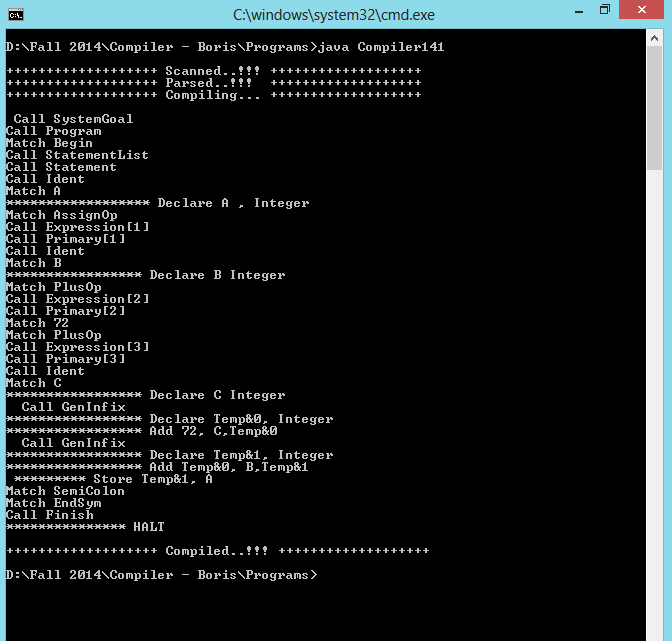 C:\windows\system32\cmd.exe
D:\Fall 2014\Compiler - Boris\Programs>java Compiler141
+++++++++++++++++++ Scanned..!!! +++++++++++++++++++
+++++++++++++++++++ Parsed..!!!  +++++++++++++++++++
+++++++++++++++++++ Compiling... +++++++++++++++++++
Call SystemGoal
Call Program
Match Begin
Call StatementList
Call Statement
Call Ident
Match A
****************** Declare A , Integer
Match AssignOp
Call Expression[1]
Call Primary[1]
Call Ident
Match B
***************** Declare B Integer
Match PlusOp
Call Expression[2]
Call Primary[2]
Match 72
Match PlusOp
Call Expression[3]
Call Primary[3]
Call Ident
Match C
***************** Declare C Integer
Call GenInfix
***************** Declare Temp&0, Integer
***************** Add 72, C,Temp&0
Call GenInfix
***************** Declare Temp&1, Integer
***************** Add Temp&0, B,Temp&1
********* Store Temp&1, A
Match SemiColon
Match EndSym
Call Finish
*************** HALT
+++++++++++++++++++ Compiled..!!! +++++++++++++++++++
D:\Fall 2014\Compiler - Boris\Programs>